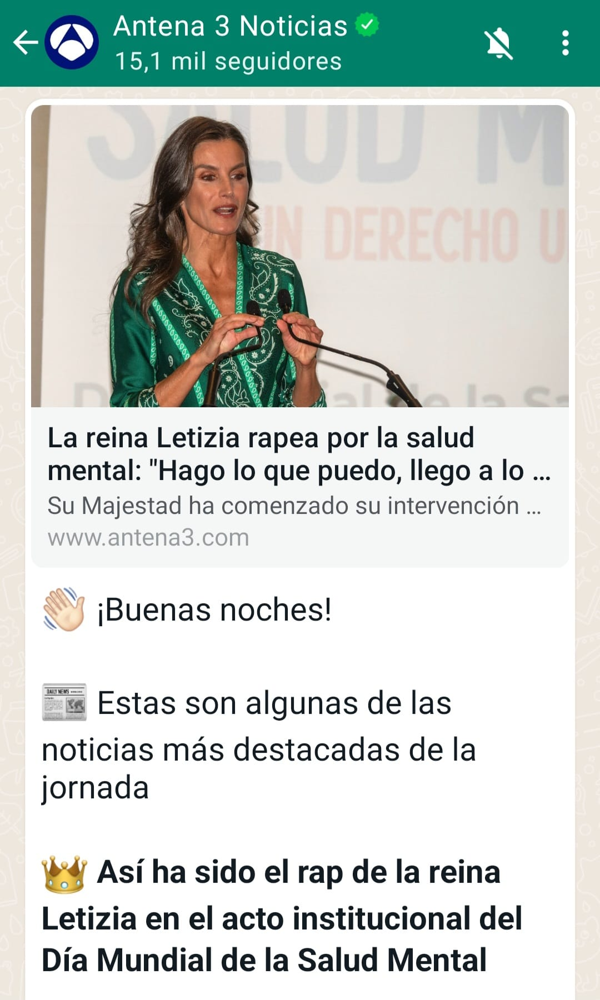 Antena 3 Noticias
15,1 mil seguidores
SALUD M
UN DERECHO U
La reina Letizia rapea por la salud
mental: "Hago lo que puedo, llego a lo ...
Su Majestad ha comenzado su intervención ...
www.antena3.com
¡Buenas noches!
DAILY NEWS
Estas son algunas de las
noticias más destacadas de la
jornada
Así ha sido el rap de la reina
Letizia en el acto institucional del
Día Mundial de la Salud Mental